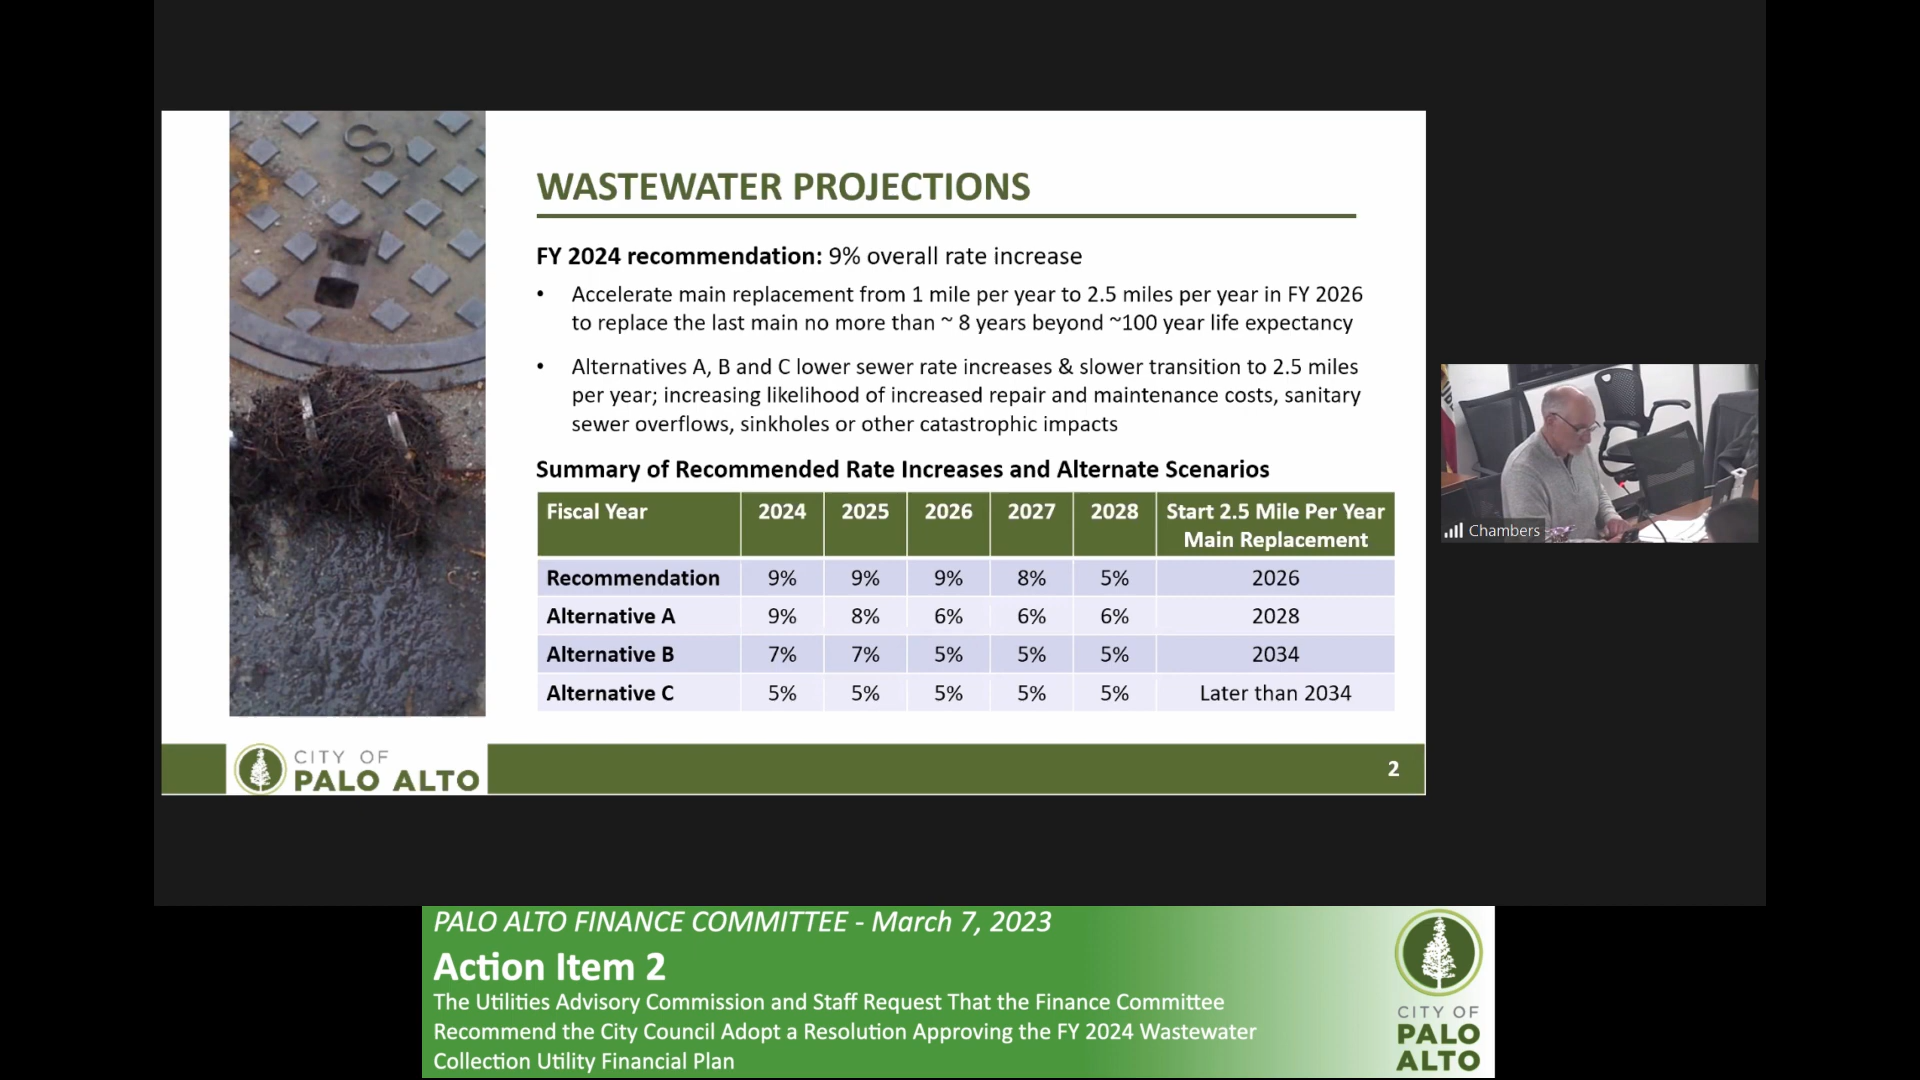 S
WASTEWATER PROJECTIONS
FY 2024 recommendation: 9% overall rate increase
• Accelerate main replacement from 1 mile per year to 2.5 miles per year in FY 2026
to replace the last main no more than ~ 8 years beyond ~100 year life expectancy
• Alternatives A, B and C lower sewer rate increases & slower transition to 2.5 miles
per year; increasing likelihood of increased repair and maintenance costs, sanitary
sewer overflows, sinkholes or other catastrophic impacts
Summary of Recommended Rate Increases and Alternate Scenarios
Fiscal Year 2024 2025 2026 2027 2028 Start 2.5 Mile Per Year
Main Replacement
Recommendation 9% 9% 9% 8% 5% 2026
Alternative A 9% 8% 6% 6% 6% 2028
Alternative B 7% 7% 5% 5% 5% 2034
Alternative C 5% 5% 5% 5% 5% Later than 2034
CITY OF
PALO ALTO
2
Chambers
PALO ALTO FINANCE COMMITTEE - March 7, 2023
Action Item 2
The Utilities Advisory Commission and Staff Request That the Finance Committee
Recommend the City Council Adopt a Resolution Approving the FY 2024 Wastewater
Collection Utility Financial Plan
CITY OF
PALO
ALTO